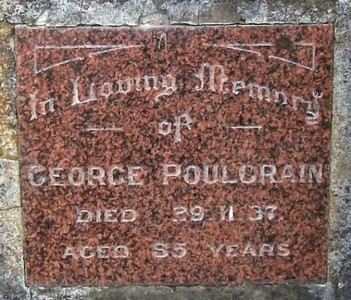 In Loving Memory
of
GEORGE POULGRAIN
DIED 29.11.37.
AGED 85 YEARS